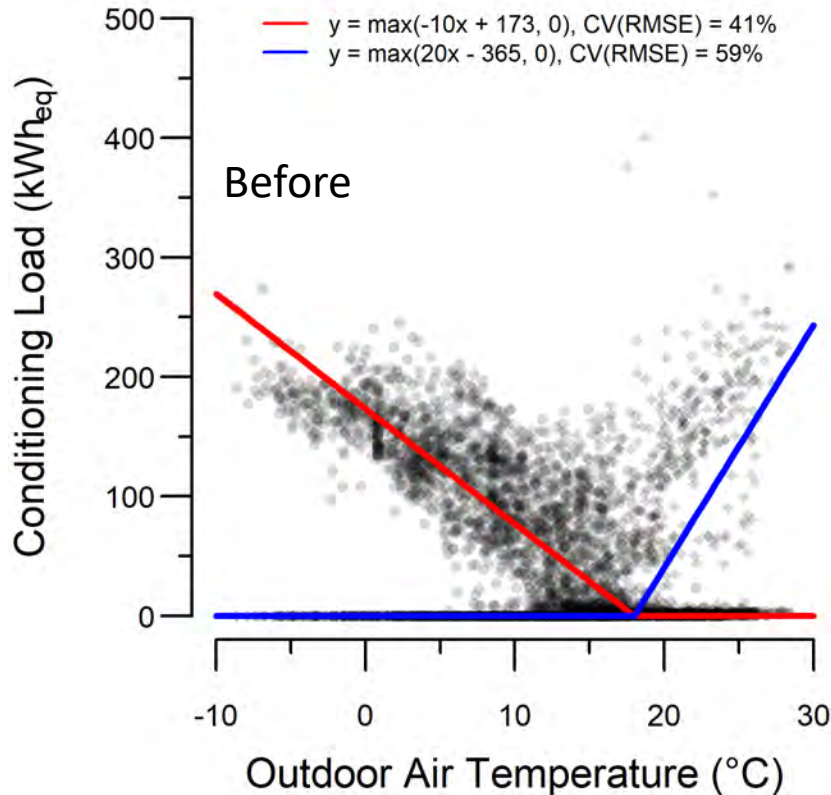 y = max(-10x + 173, 0), CV(RMSE) = 41%
y = max(20x - 365, 0), CV(RMSE) = 59%
Before
Conditioning Load (kWheq)
500
400
300
200
100
0
-10 0 10 20 30
Outdoor Air Temperature (°C)